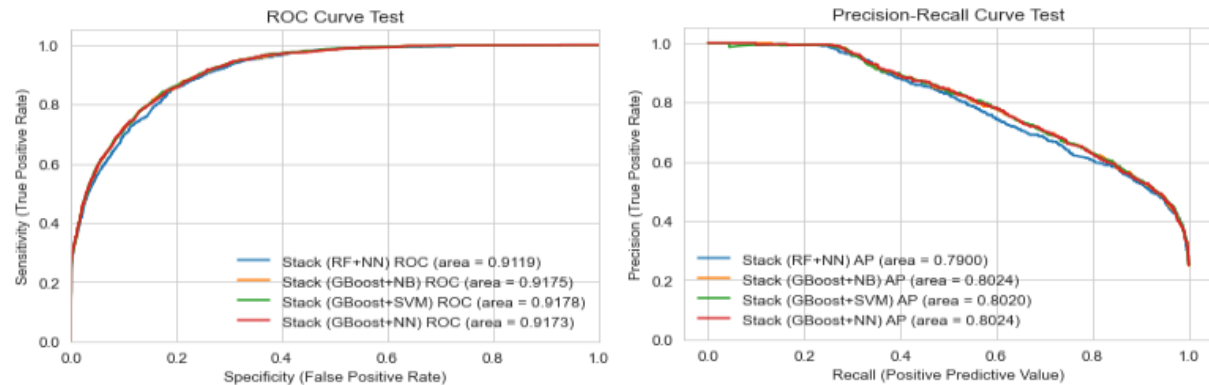 ROC Curve Test
1.0
0.8
0.6
0.4
0.2
0.0
Sensitivity (True Positive Rate)
Stack (RF+NN) ROC (area = 0.9119)
Stack (GBoost+NB) ROC (area = 0.9175)
Stack (GBoost+SVM) ROC (area = 0.9178)
Stack (GBoost+NN) ROC (area = 0.9173)
0.0 0.2 0.4 0.6 0.8 1.0
Specificity (False Positive Rate)
Precision-Recall Curve Test
1.0
0.8
0.6
0.4
0.2
0.0
Precision (True Positive Rate)
Stack (RF+NN) AP (area = 0.7900)
Stack (GBoost+NB) AP (area = 0.8024)
Stack (GBoost+SVM) AP (area = 0.8020)
Stack (GBoost+NN) AP (area = 0.8024)
0.0 0.2 0.4 0.6 0.8 1.0
Recall (Positive Predictive Value)